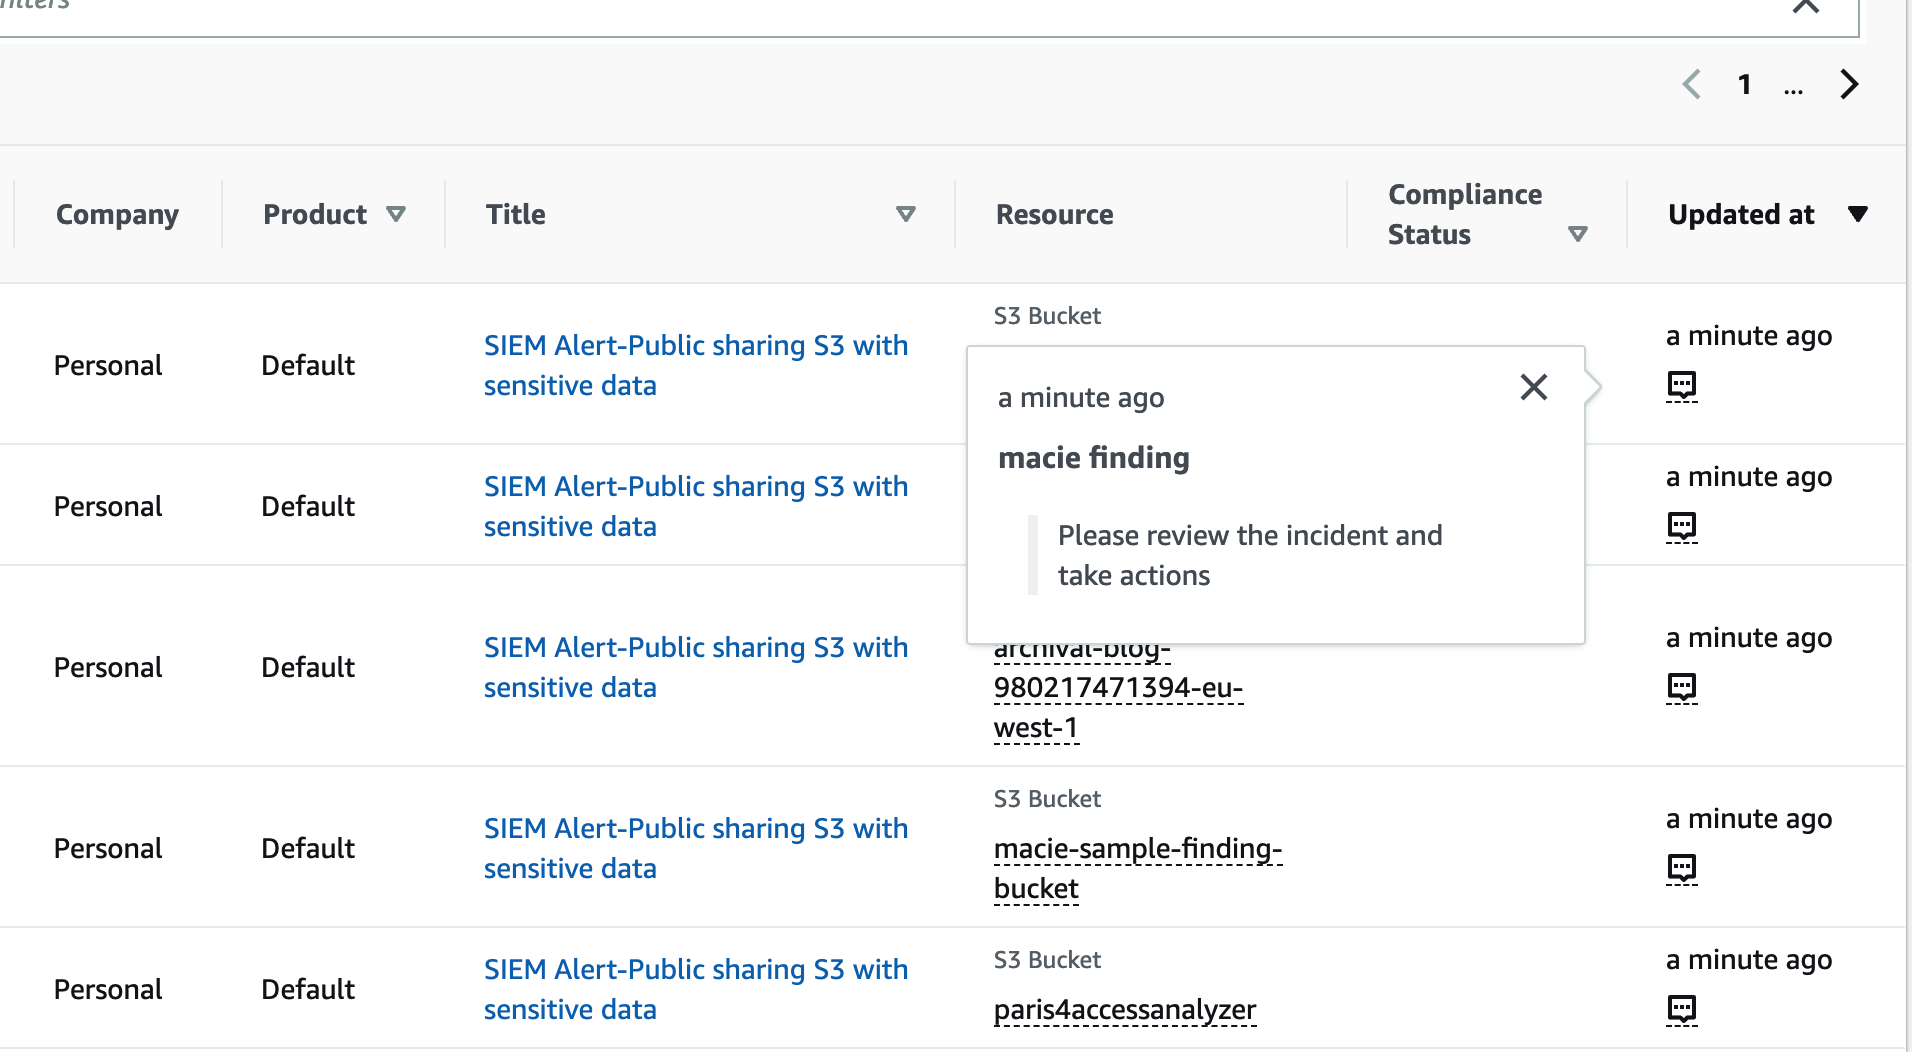 filters
1 ...
Company Product Title Resource Compliance Status Updated at
S3 Bucket
Personal Default SIEM Alert-Public sharing S3 with
sensitive data
a minute ago
a minute ago
macie finding
Please review the incident and
take actions
Personal Default SIEM Alert-Public sharing S3 with
sensitive data
a minute ago
Personal Default SIEM Alert-Public sharing S3 with
sensitive data
archival-blog-
980217471394-eu-
west-1
a minute ago
Personal Default SIEM Alert-Public sharing S3 with
sensitive data
S3 Bucket
macie-sample-finding-
bucket
a minute ago
Personal Default SIEM Alert-Public sharing S3 with
sensitive data
S3 Bucket
paris4accessanalyzer
a minute ago